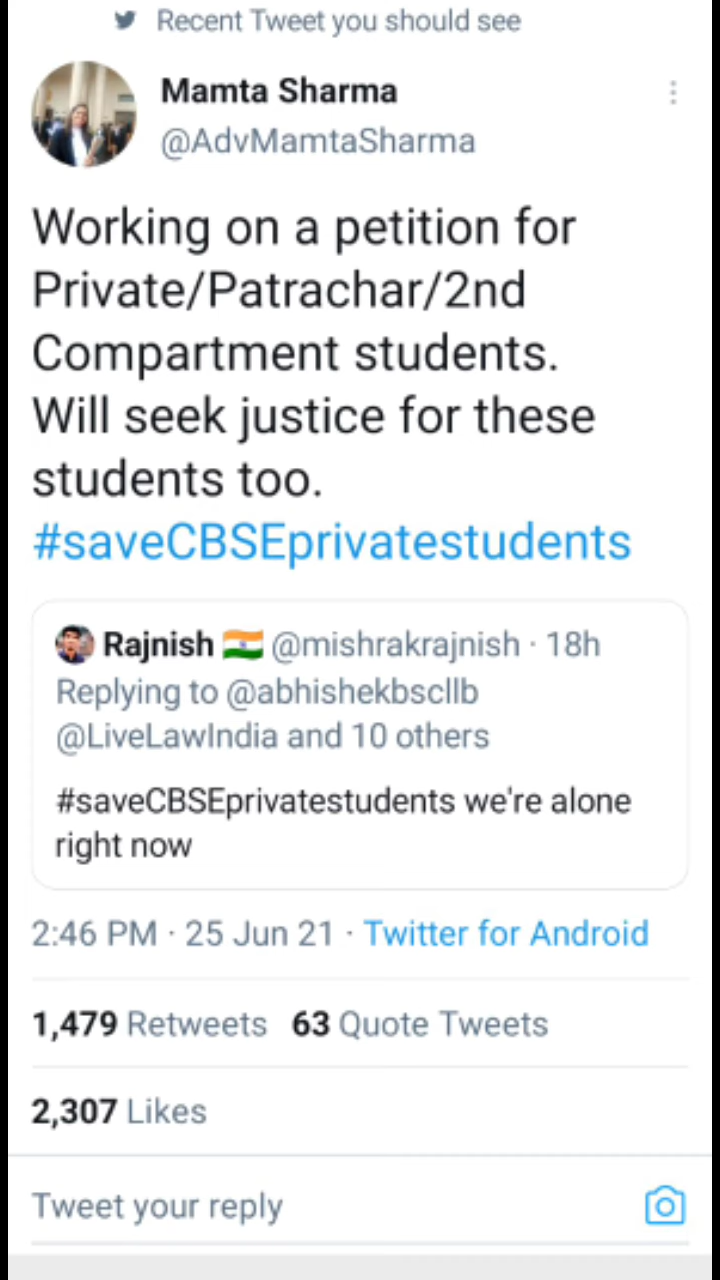 Recent Tweet you should see
Mamta Sharma
@AdvMamtaSharma
Working on a petition for
Private/Patrachar/2nd
Compartment students.
Will seek justice for these
students too.
#saveCBSEprivatestudents
Rajnish 🇮🇳 @mishrakrajnish · 18h
Replying to @abhishekbscllb
@LiveLawIndia and 10 others
#saveCBSEprivatestudents we're alone
right now
2:46 PM · 25 Jun 21 · Twitter for Android
1,479 Retweets 63 Quote Tweets
2,307 Likes
Tweet your reply